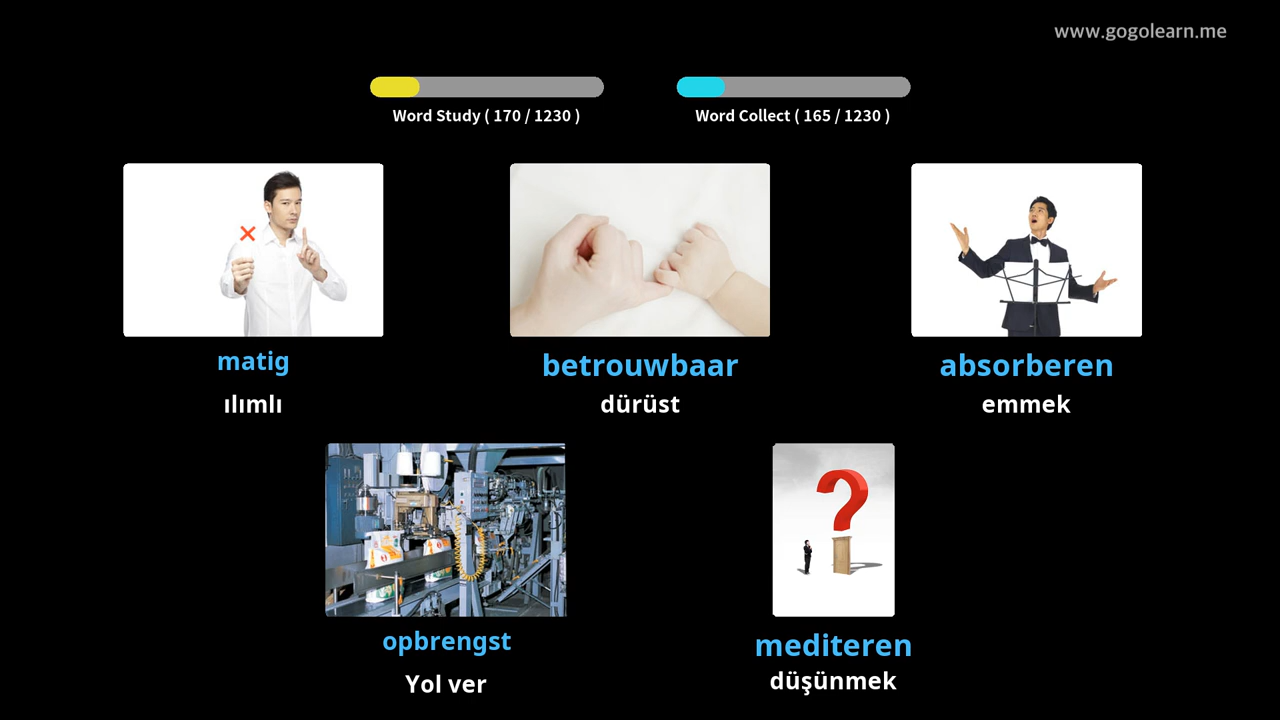 www.gogolearn.me
Word Study ( 170 / 1230 )
Word Collect ( 165 / 1230 )
matig
betrouwbaar
absorberen
ılımlı
dürüst
emmek
opbrengst
mediteren
Yol ver
düşünmek